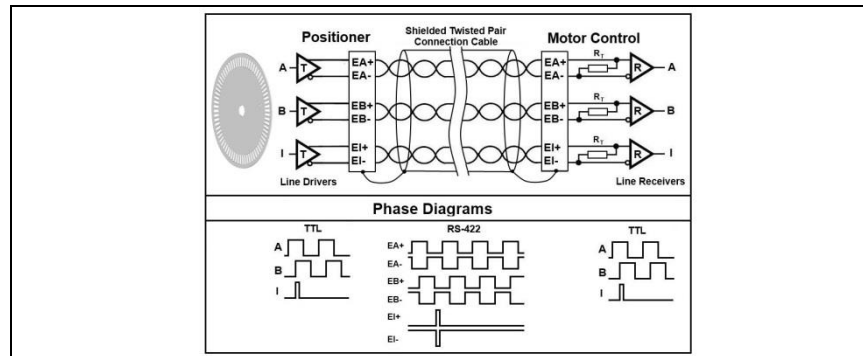 Positioner
Shielded Twisted Pair
Connection Cable
Motor Control
A
T
EA+
EA-
EA+
EA-
RT
R
A
B
T
EB+
EB-
EB+
EB-
RT
R
B
I
T
EI+
EI-
EI+
EI-
RT
R
I
Line Drivers
Line Receivers
Phase Diagrams
TTL
A
B
I
RS-422
EA+
EA-
EB+
EB-
EI+
EI-
TTL
A
B
I